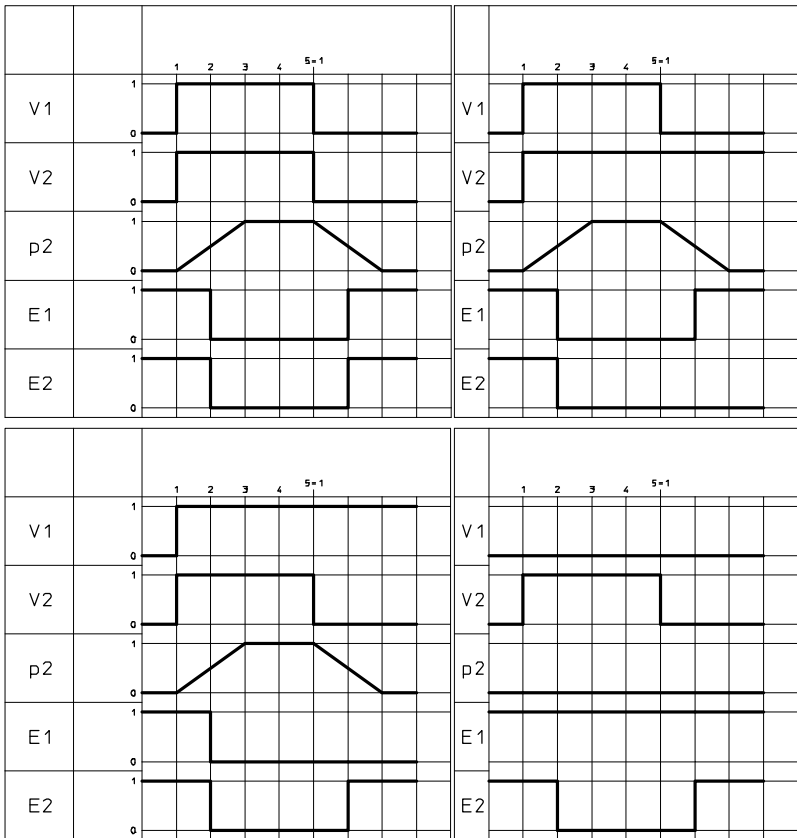 1 2 3 4 5=1
V1 1 0
V2 1 0
p2 1 0
E1 1 0
E2 1 0
1 2 3 4 5=1
V1
V2
p2
E1
E2
1 2 3 4 5=1
V1 1 0
V2 1 0
p2 1 0
E1 1 0
E2 1 0
1 2 3 4 5=1
V1
V2
p2
E1
E2